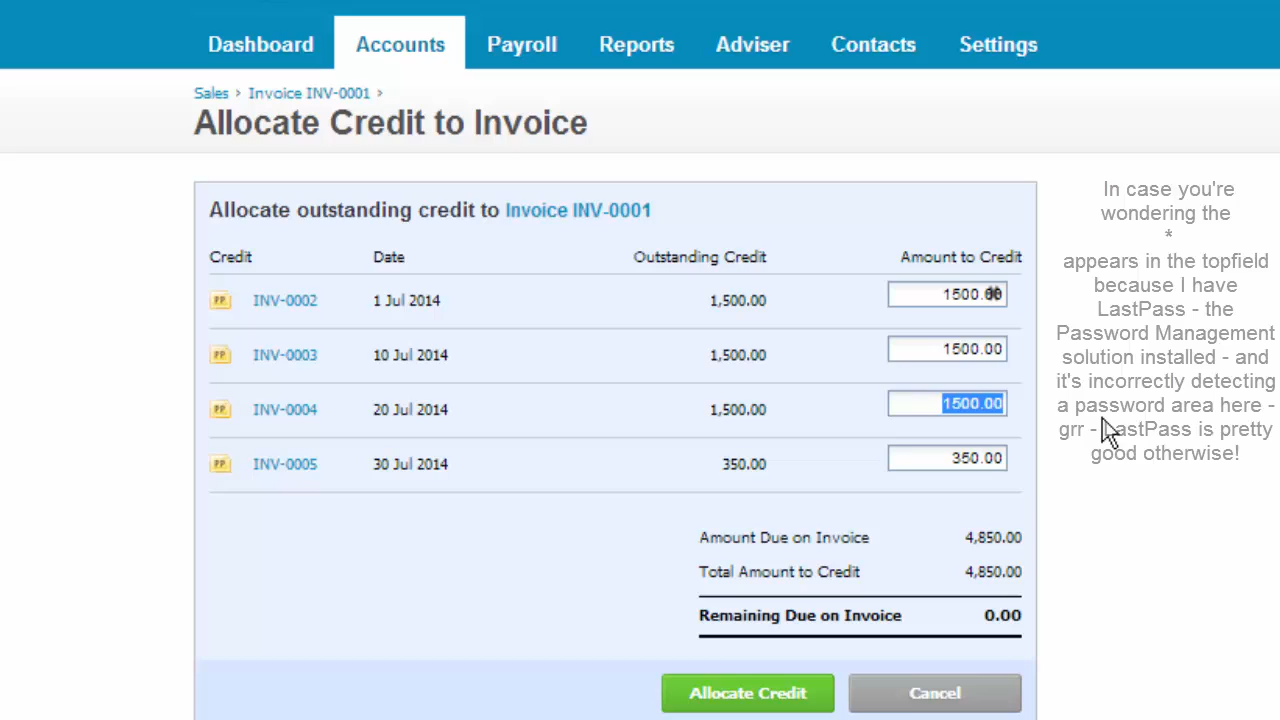 Dashboard Accounts Payroll Reports Adviser Contacts Settings
Sales › Invoice INV-0001 ›
Allocate Credit to Invoice
Allocate outstanding credit to Invoice INV-0001
Credit Date Outstanding Credit Amount to Credit
PP INV-0002 1 Jul 2014 1,500.00 1500.00
PP INV-0003 10 Jul 2014 1,500.00 1500.00
PP INV-0004 20 Jul 2014 1,500.00 1500.00
PP INV-0005 30 Jul 2014 350.00 350.00
Amount Due on Invoice 4,850.00
Total Amount to Credit 4,850.00
Remaining Due on Invoice 0.00
Allocate Credit Cancel
In case you're
wondering the
*
appears in the topfield
because I have
LastPass - the
Password Management
solution installed - and
it's incorrectly detecting
a password area here -
grr - LastPass is pretty
good otherwise!